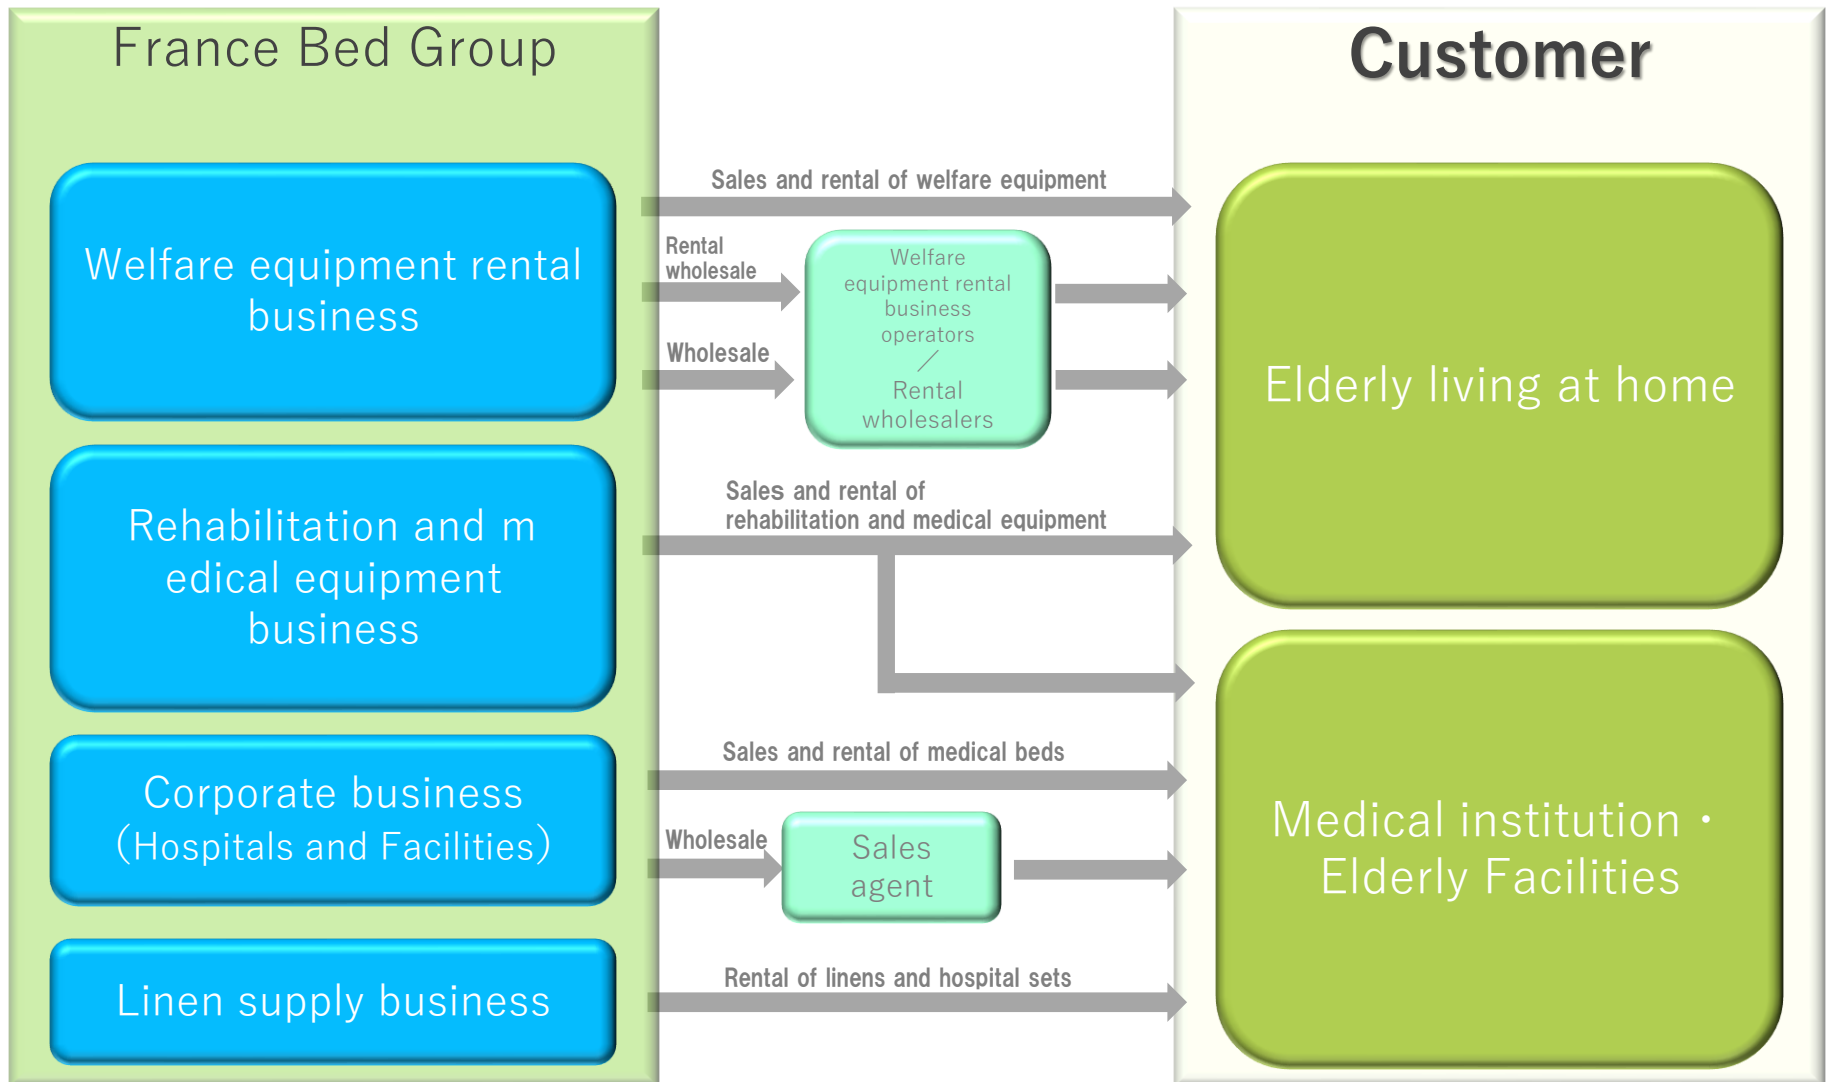 France Bed Group
Customer
Welfare equipment rental
business
Sales and rental of welfare equipment
Rental
wholesale
Wholesale
Welfare
equipment rental
business
operators
／
Rental
wholesalers
Elderly living at home
Rehabilitation and m
edical equipment
business
Sales and rental of
rehabilitation and medical equipment
Corporate business
（Hospitals and Facilities）
Sales and rental of medical beds
Wholesale
Sales
agent
Medical institution・
Elderly Facilities
Linen supply business
Rental of linens and hospital sets